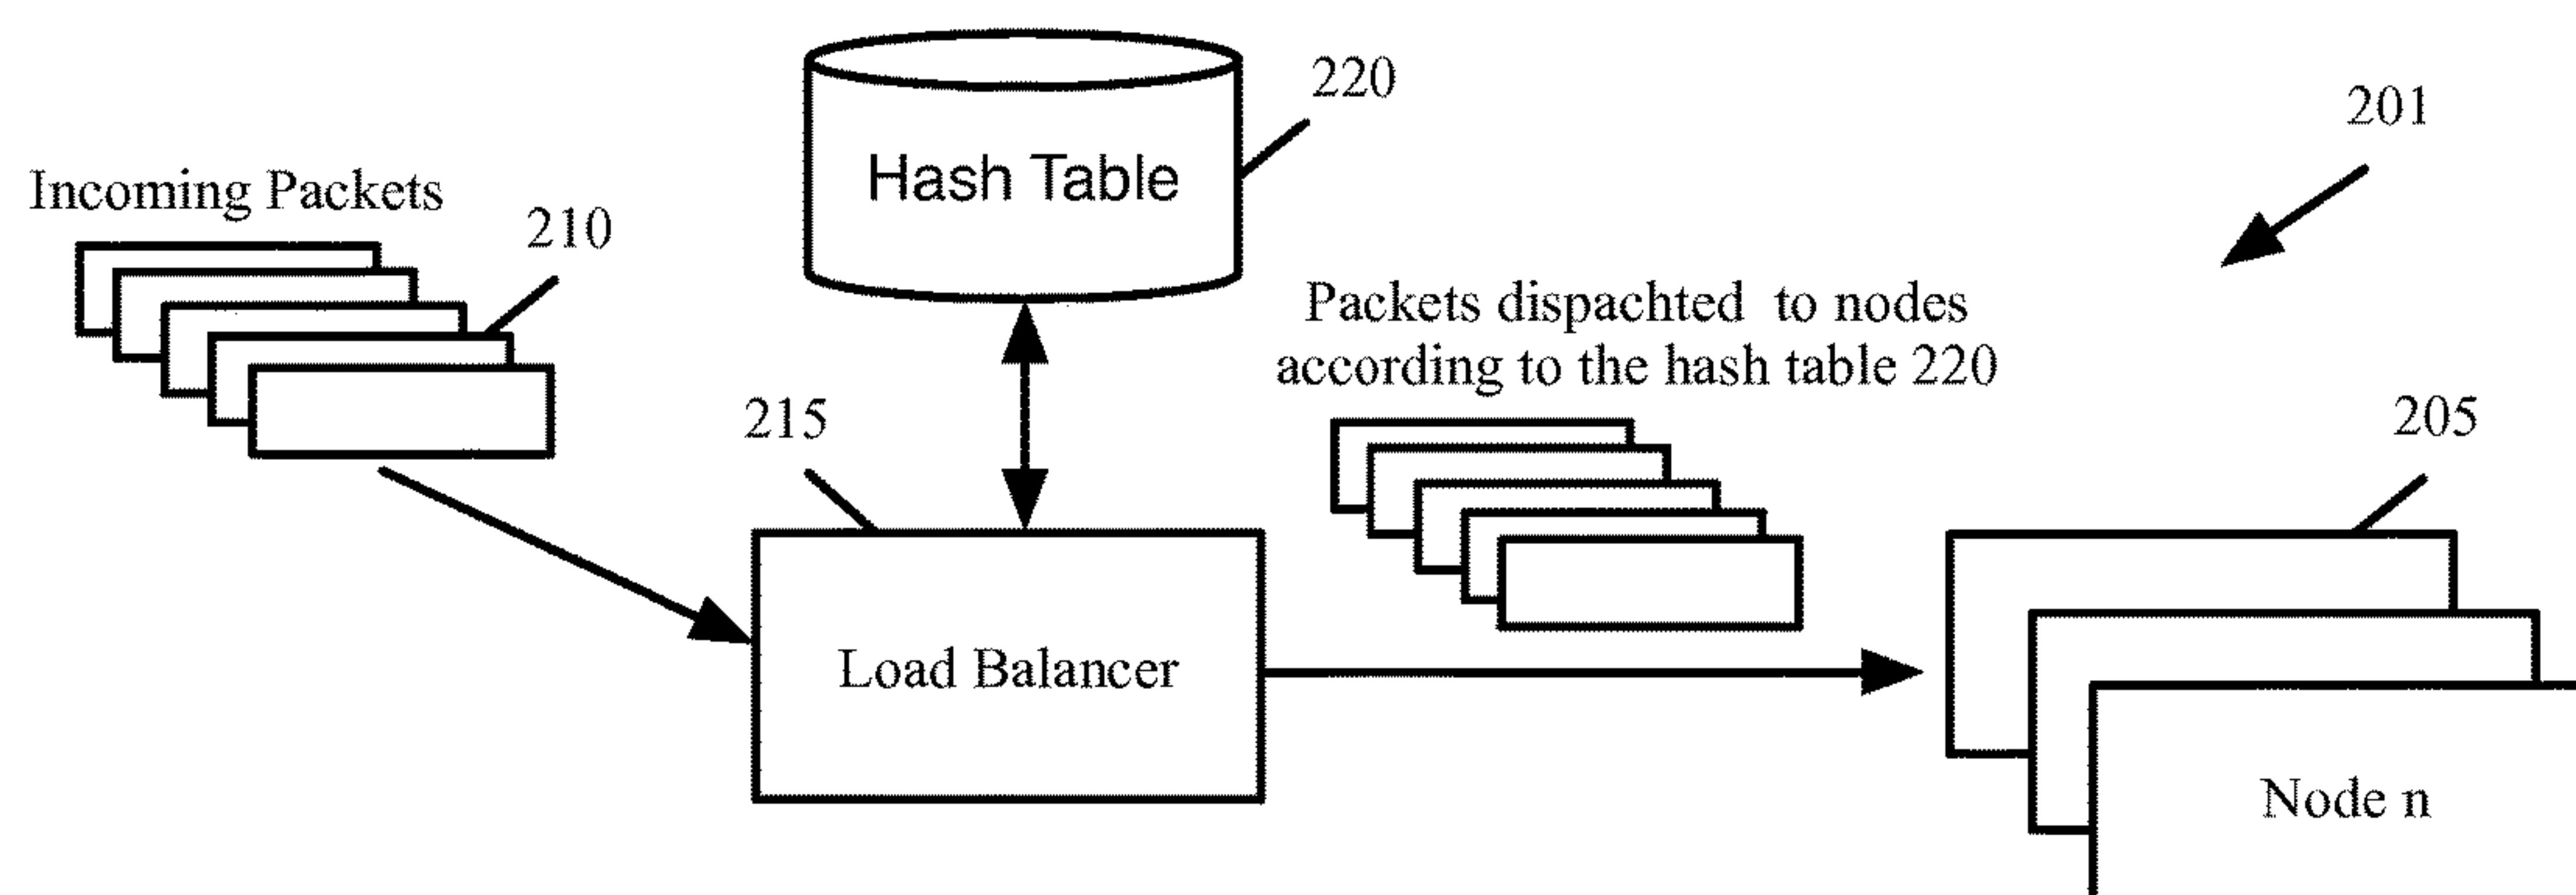 220
201
Hash Table
Incoming Packets
210
Packets dispachted to nodes
according to the hash table 220
215
205
Load Balancer
Node n